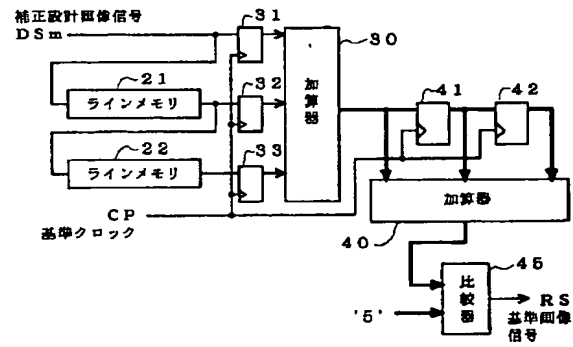 補正設計画像信号
DSm
31
30
加算器
21
ラインメモリ
32
41
42
22
ラインメモリ
33
CP
基準クロック
加算器
40
45
比較器
'5'
RS
基準画像
信号